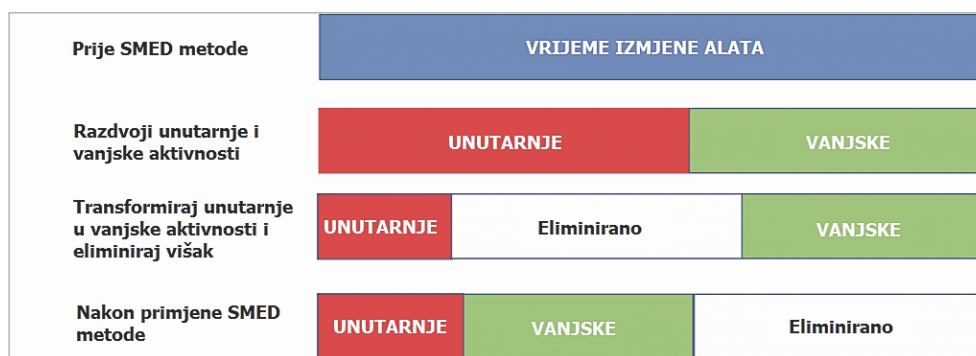 Prije SMED metode
VRIJEME IZMJENE ALATA
Razdvoji unutarnje i
vanjske aktivnosti
UNUTARNJE
VANJSKE
Transformiraj unutarnje
u vanjske aktivnosti i
eliminiraj višak
UNUTARNJE
Eliminirano
VANJSKE
Nakon primjene SMED
metode
UNUTARNJE
VANJSKE
Eliminirano